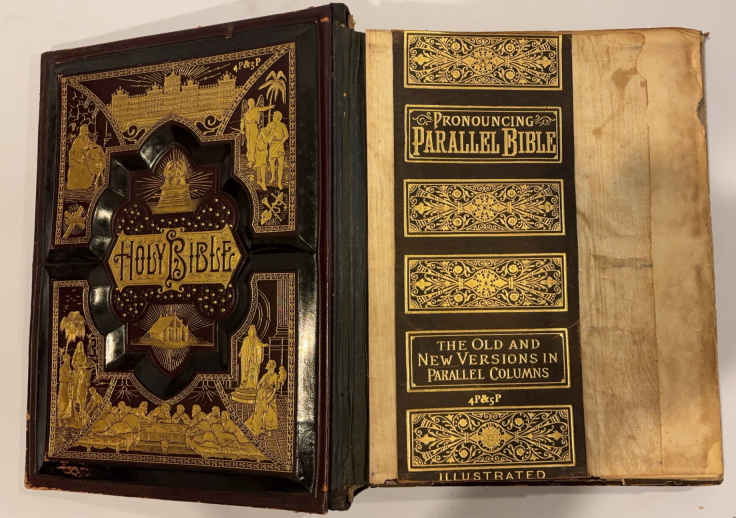 4P&5P
HOLY BIBLE
PRONOUNCING
PARALLEL BIBLE
THE OLD AND
NEW VERSIONS IN
PARALLEL COLUMNS
4P&5P
ILLUSTRATED